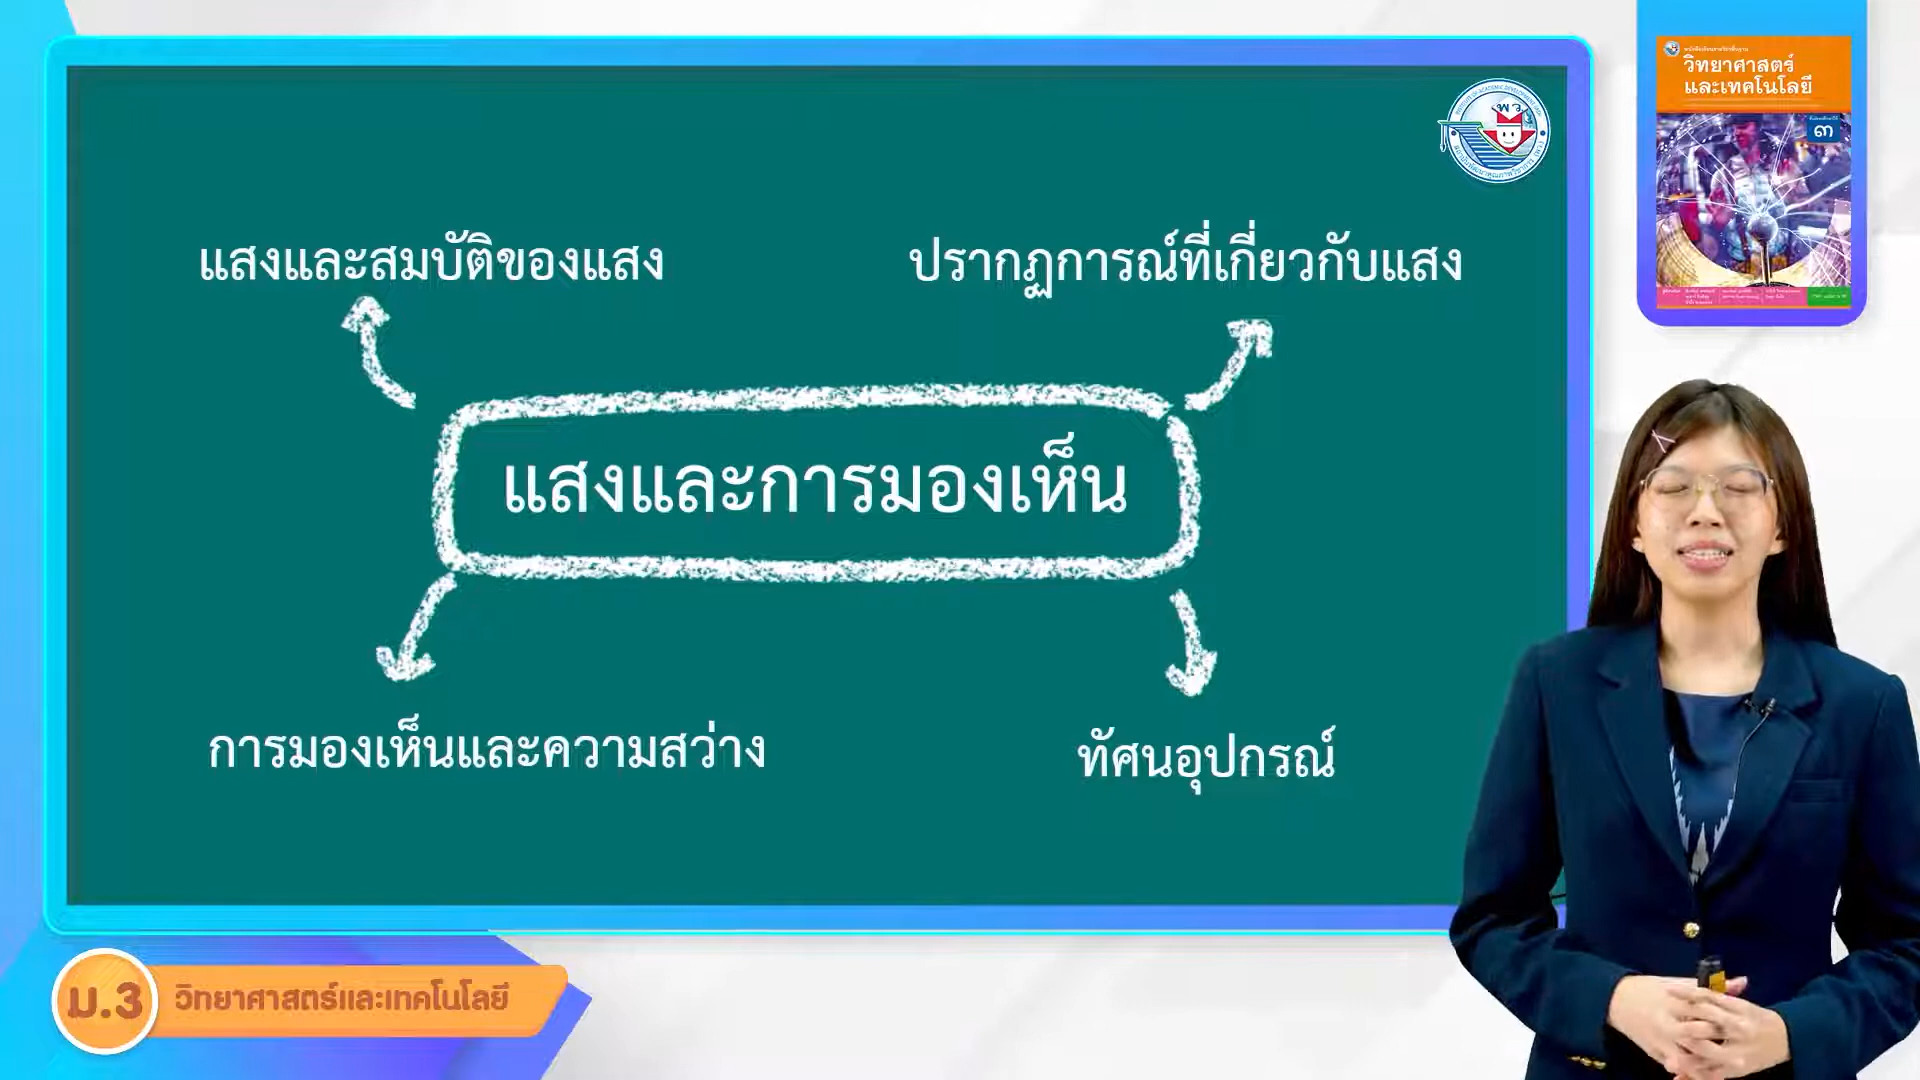 แสงและสมบัติของแสง
ปรากฏการณ์ที่เกี่ยวกับแสง
แสงและการมองเห็น
การมองเห็นและความสว่าง
ทัศนอุปกรณ์
พว.
วิทยาศาสตร์
และเทคโนโลยี
๓
ม.3 วิทยาศาสตร์และเทคโนโลยี